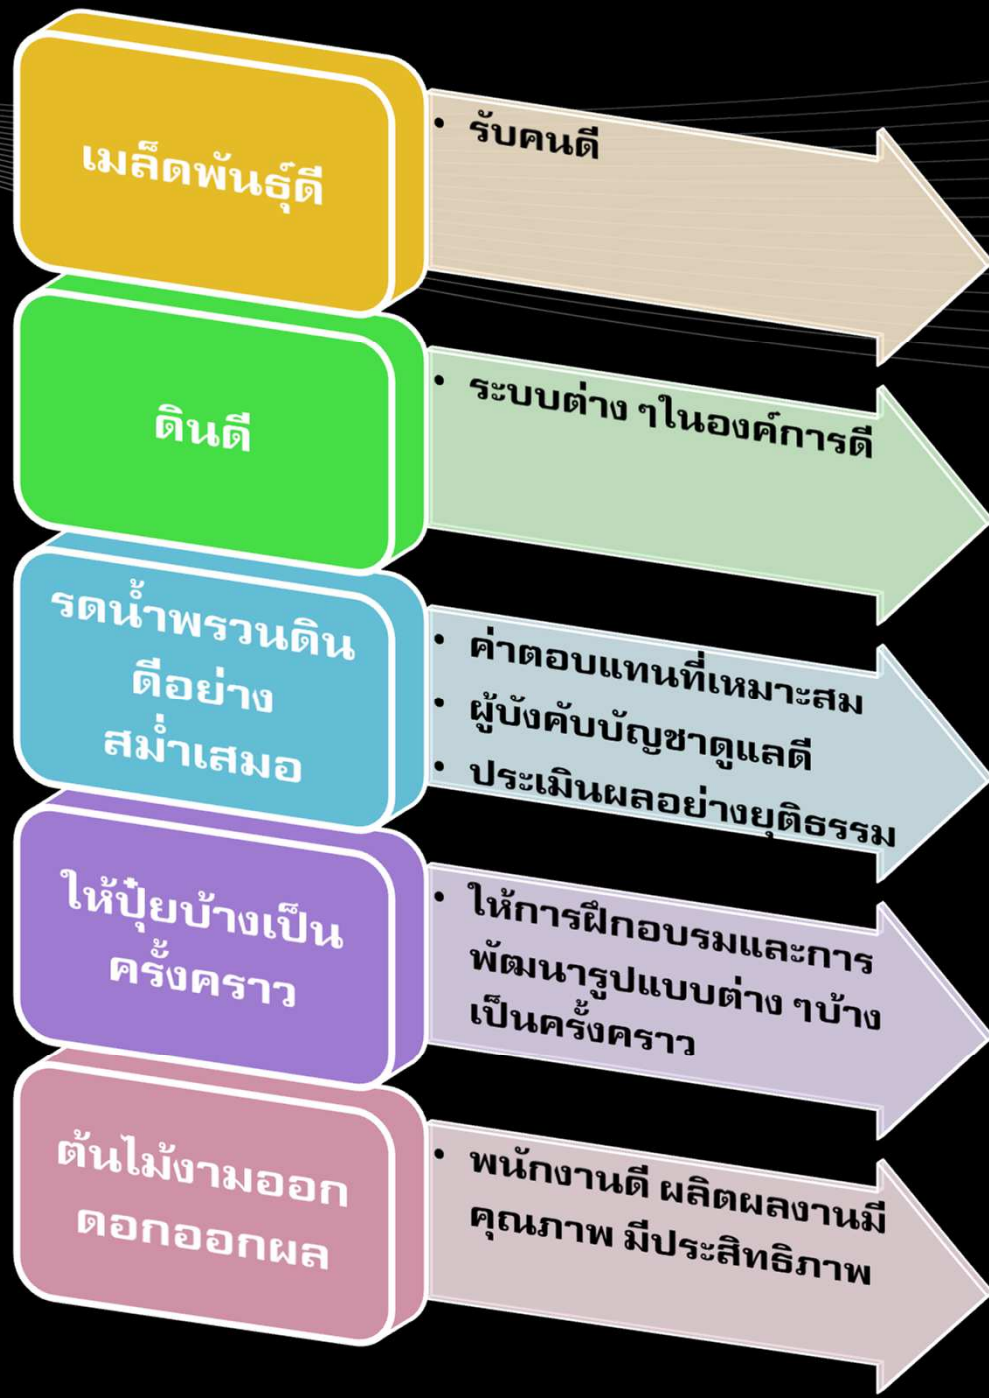 เมล็ดพันธุ์ดี
• รับคนดี
ดินดี
• ระบบต่าง ๆในองค์การดี
รดน้ำพรวนดิน
ดีอย่าง
สม่ำเสมอ
• ค่าตอบแทนที่เหมาะสม
• ผู้บังคับบัญชาดูแลดี
• ประเมินผลอย่างยุติธรรม
ให้ปุ๋ยบ้างเป็น
ครั้งคราว
• ให้การฝึกอบรมและการ
พัฒนารูปแบบต่าง ๆบ้าง
เป็นครั้งคราว
ต้นไม้งามออก
ดอกออกผล
• พนักงานดี ผลิตผลงานมี
คุณภาพ มีประสิทธิภาพ